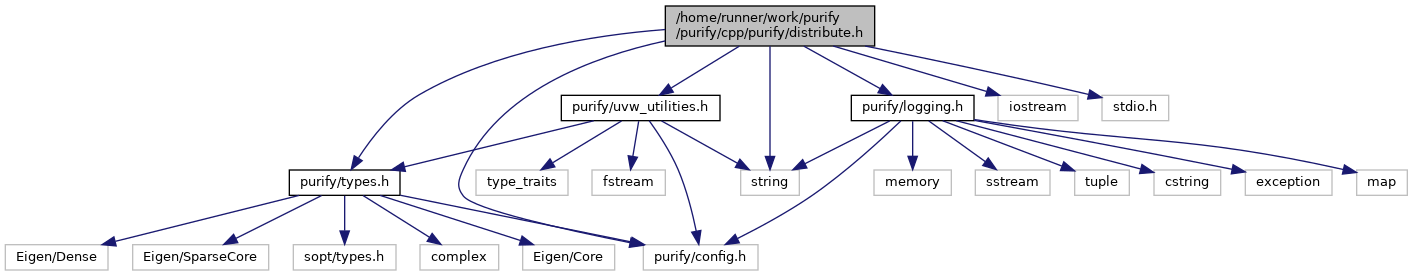 /home/runner/work/purify
/purify/cpp/purify/distribute.h
purify/uvw_utilities.h
purify/logging.h
iostream
stdio.h
purify/types.h
type_traits
fstream
string
memory
sstream
tuple
cstring
exception
map
Eigen/Dense
Eigen/SparseCore
sopt/types.h
complex
Eigen/Core
purify/config.h